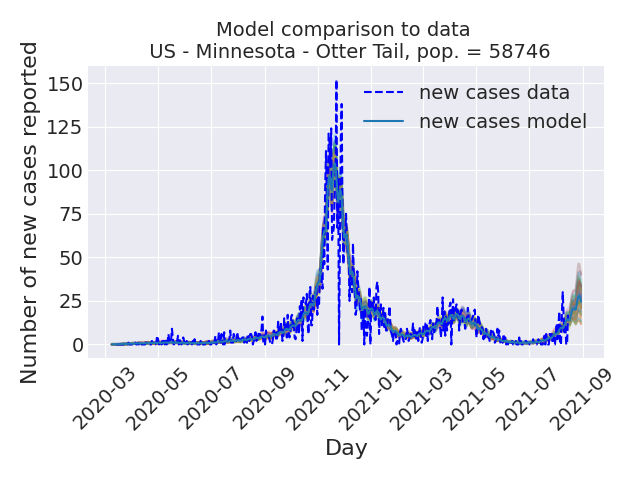 Model comparison to data
US - Minnesota - Otter Tail, pop. = 58746
Number of new cases reported
150
125
100
75
50
25
0
new cases data
new cases model
2020-03
2020-05
2020-07
2020-09
2020-11
2021-01
2021-03
2021-05
2021-07
2021-09
Day